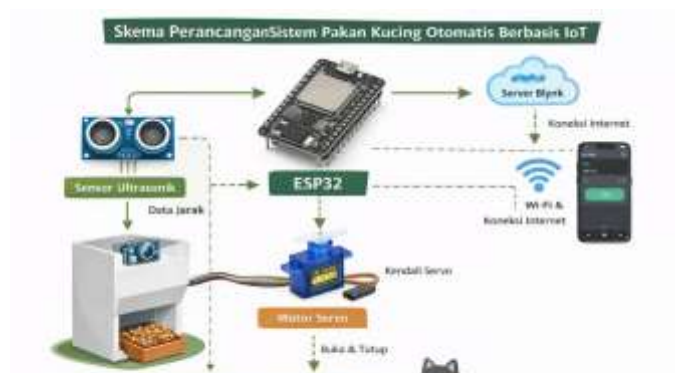 Skema PerancanganSistem Pakan Kucing Otomatis Berbasis IoT
Server Blynk
Koneksi Internet
Sensor Ultrasonik
ESP32
Data Jarak
Wi-Fi &
Koneksi Internet
Kendali Servo
Motor Servo
Buka & Tutup